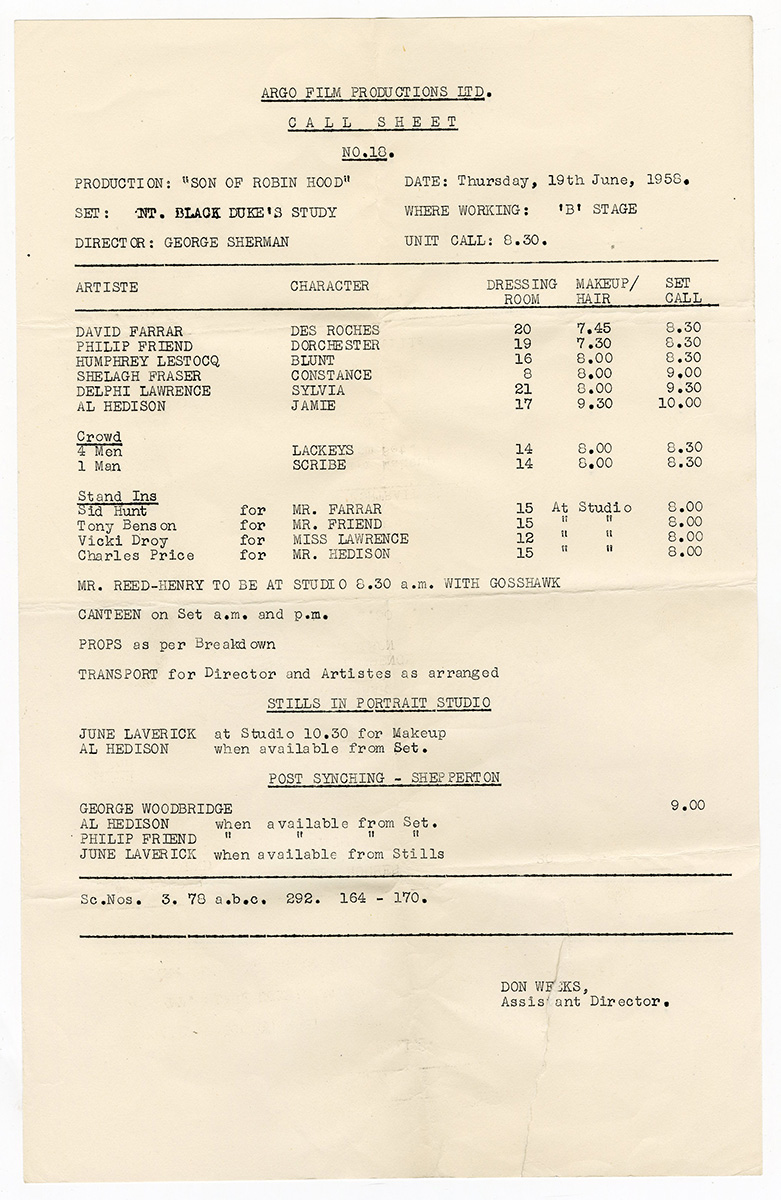 ARGO FILM PRODUCTIONS LTD.
CALL SHEET
NO.18.
PRODUCTION: "SON OF ROBIN HOOD" DATE: Thursday, 19th June, 1958.
SET: INT. BLACK DUKE'S STUDY WHERE WORKING: 'B' STAGE
DIRECTOR: GEORGE SHERMAN UNIT CALL: 8.30.
ARTISTE CHARACTER DRESSING ROOM MAKEUP/ HAIR SET CALL
DAVID FARRAR DES ROCHES 20 7.45 8.30
PHILIP FRIEND DORCHESTER 19 7.30 8.30
HUMPHREY LESTOCQ BLUNT 16 8.00 8.30
SHELAGH FRASER CONSTANCE 8 8.00 9.00
DELPHI LAWRENCE SYLVIA 21 8.00 9.30
AL HEDISON JAMIE 17 9.30 10.00
Crowd
4 Men LACKEYS 14 8.00 8.30
1 Man SCRIBE 14 8.00 8.30
Stand Ins
Sid Hunt for MR. FARRAR 15 At Studio 8.00
Tony Benson for MR. FRIEND 15 " " 8.00
Vicki Droy for MISS LAWRENCE 12 " " 8.00
Charles Price for MR. HEDISON 15 " " 8.00
MR. REED-HENRY TO BE AT STUDIO 8.30 a.m. WITH GOSSHAWK
CANTEEN on Set a.m. and p.m.
PROPS as per Breakdown
TRANSPORT for Director and Artistes as arranged
STILLS IN PORTRAIT STUDIO
JUNE LAVERICK at Studio 10.30 for Makeup
AL HEDISON when available from Set.
POST SYNCHING - SHEPPERTON
GEORGE WOODBRIDGE 9.00
AL HEDISON when available from Set.
PHILIP FRIEND " " " "
JUNE LAVERICK when available from Stills
Sc.Nos. 3. 78 a.b.c. 292. 164 - 170.
DON WEEKS,
Assistant Director.